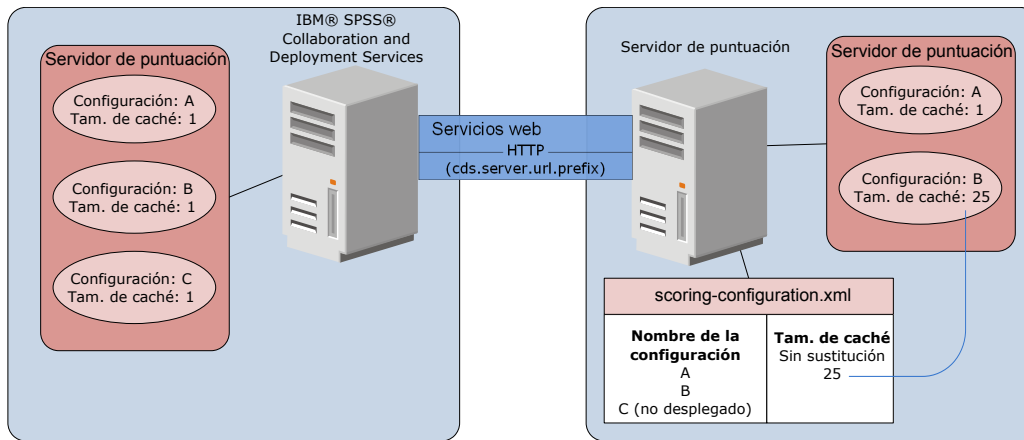 IBM® SPSS®
Collaboration and
Deployment Services
Servidor de puntuación
Configuración: A
Tam. de caché: 1
Configuración: B
Tam. de caché: 1
Configuración: C
Tam. de caché: 1
Servicios web
HTTP
(cds.server.url.prefix)
Servidor de puntuación
Servidor de puntuación
Configuración: A
Tam. de caché: 1
Configuración: B
Tam. de caché: 25
scoring-configuration.xml
Nombre de la
configuración
A
B
C (no desplegado)
Tam. de caché
Sin sustitución
25